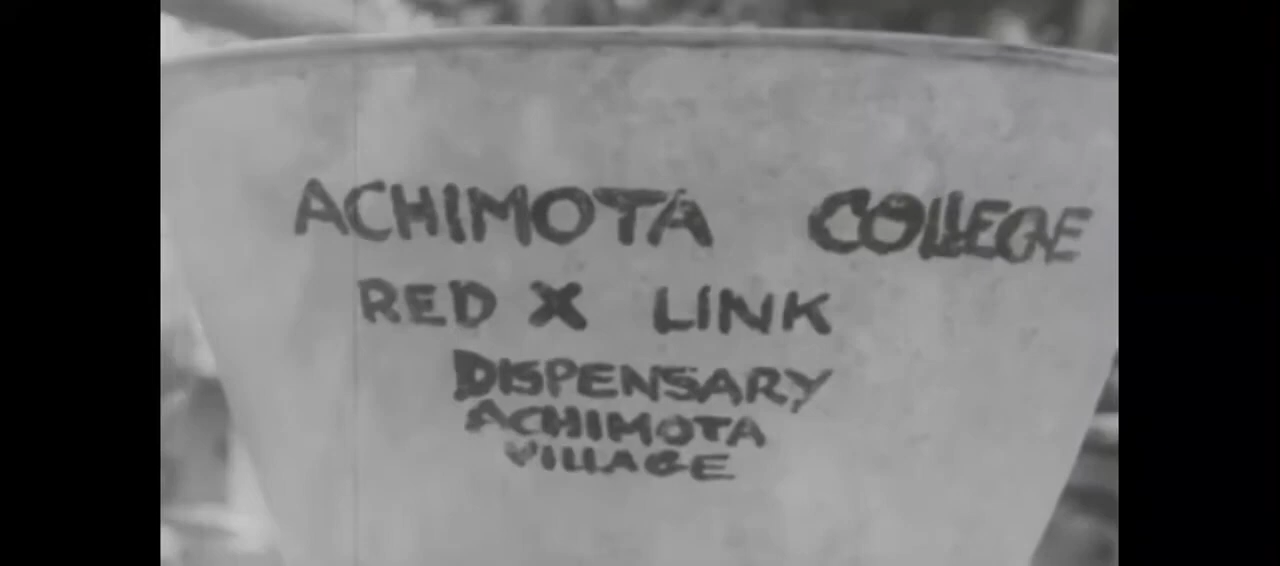 ACHIMOTA COLLEGE
RED X LINK
DISPENSARY
ACHIMOTA
VILLAGE